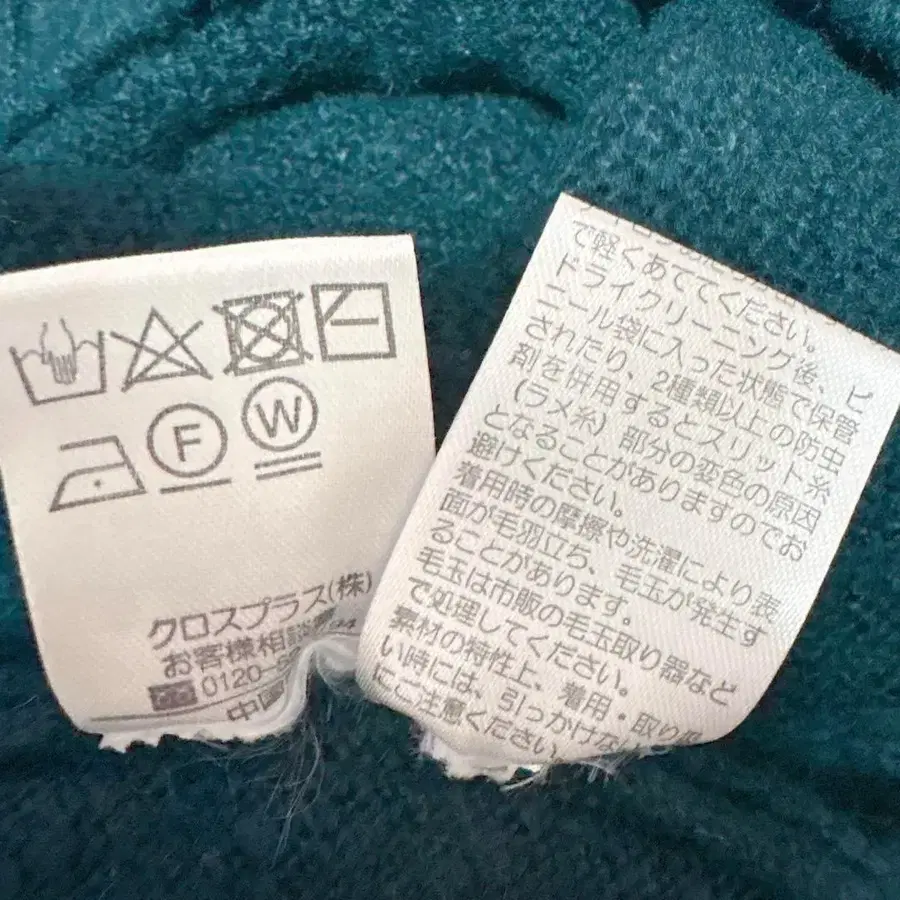 F
W
クロスプラス(株)
お客様相談
0120-6
中国
で軽くあててください。
ドライクリーニング後、ビ
ニール袋に入った状態で保管
されたり、2種類以上の防虫
剤を併用するとスリット糸
(ラメ糸)部分の変色の原因
となることがありますのでお
避けください。
着用時の摩擦や洗濯により表
面が毛羽立ち、毛玉が発生す
ることがあります。
毛玉は市販の毛玉取り器など
で処理してください。
素材の特性上、着用・取り扱
い時には、引っかけな
にご注意ください。